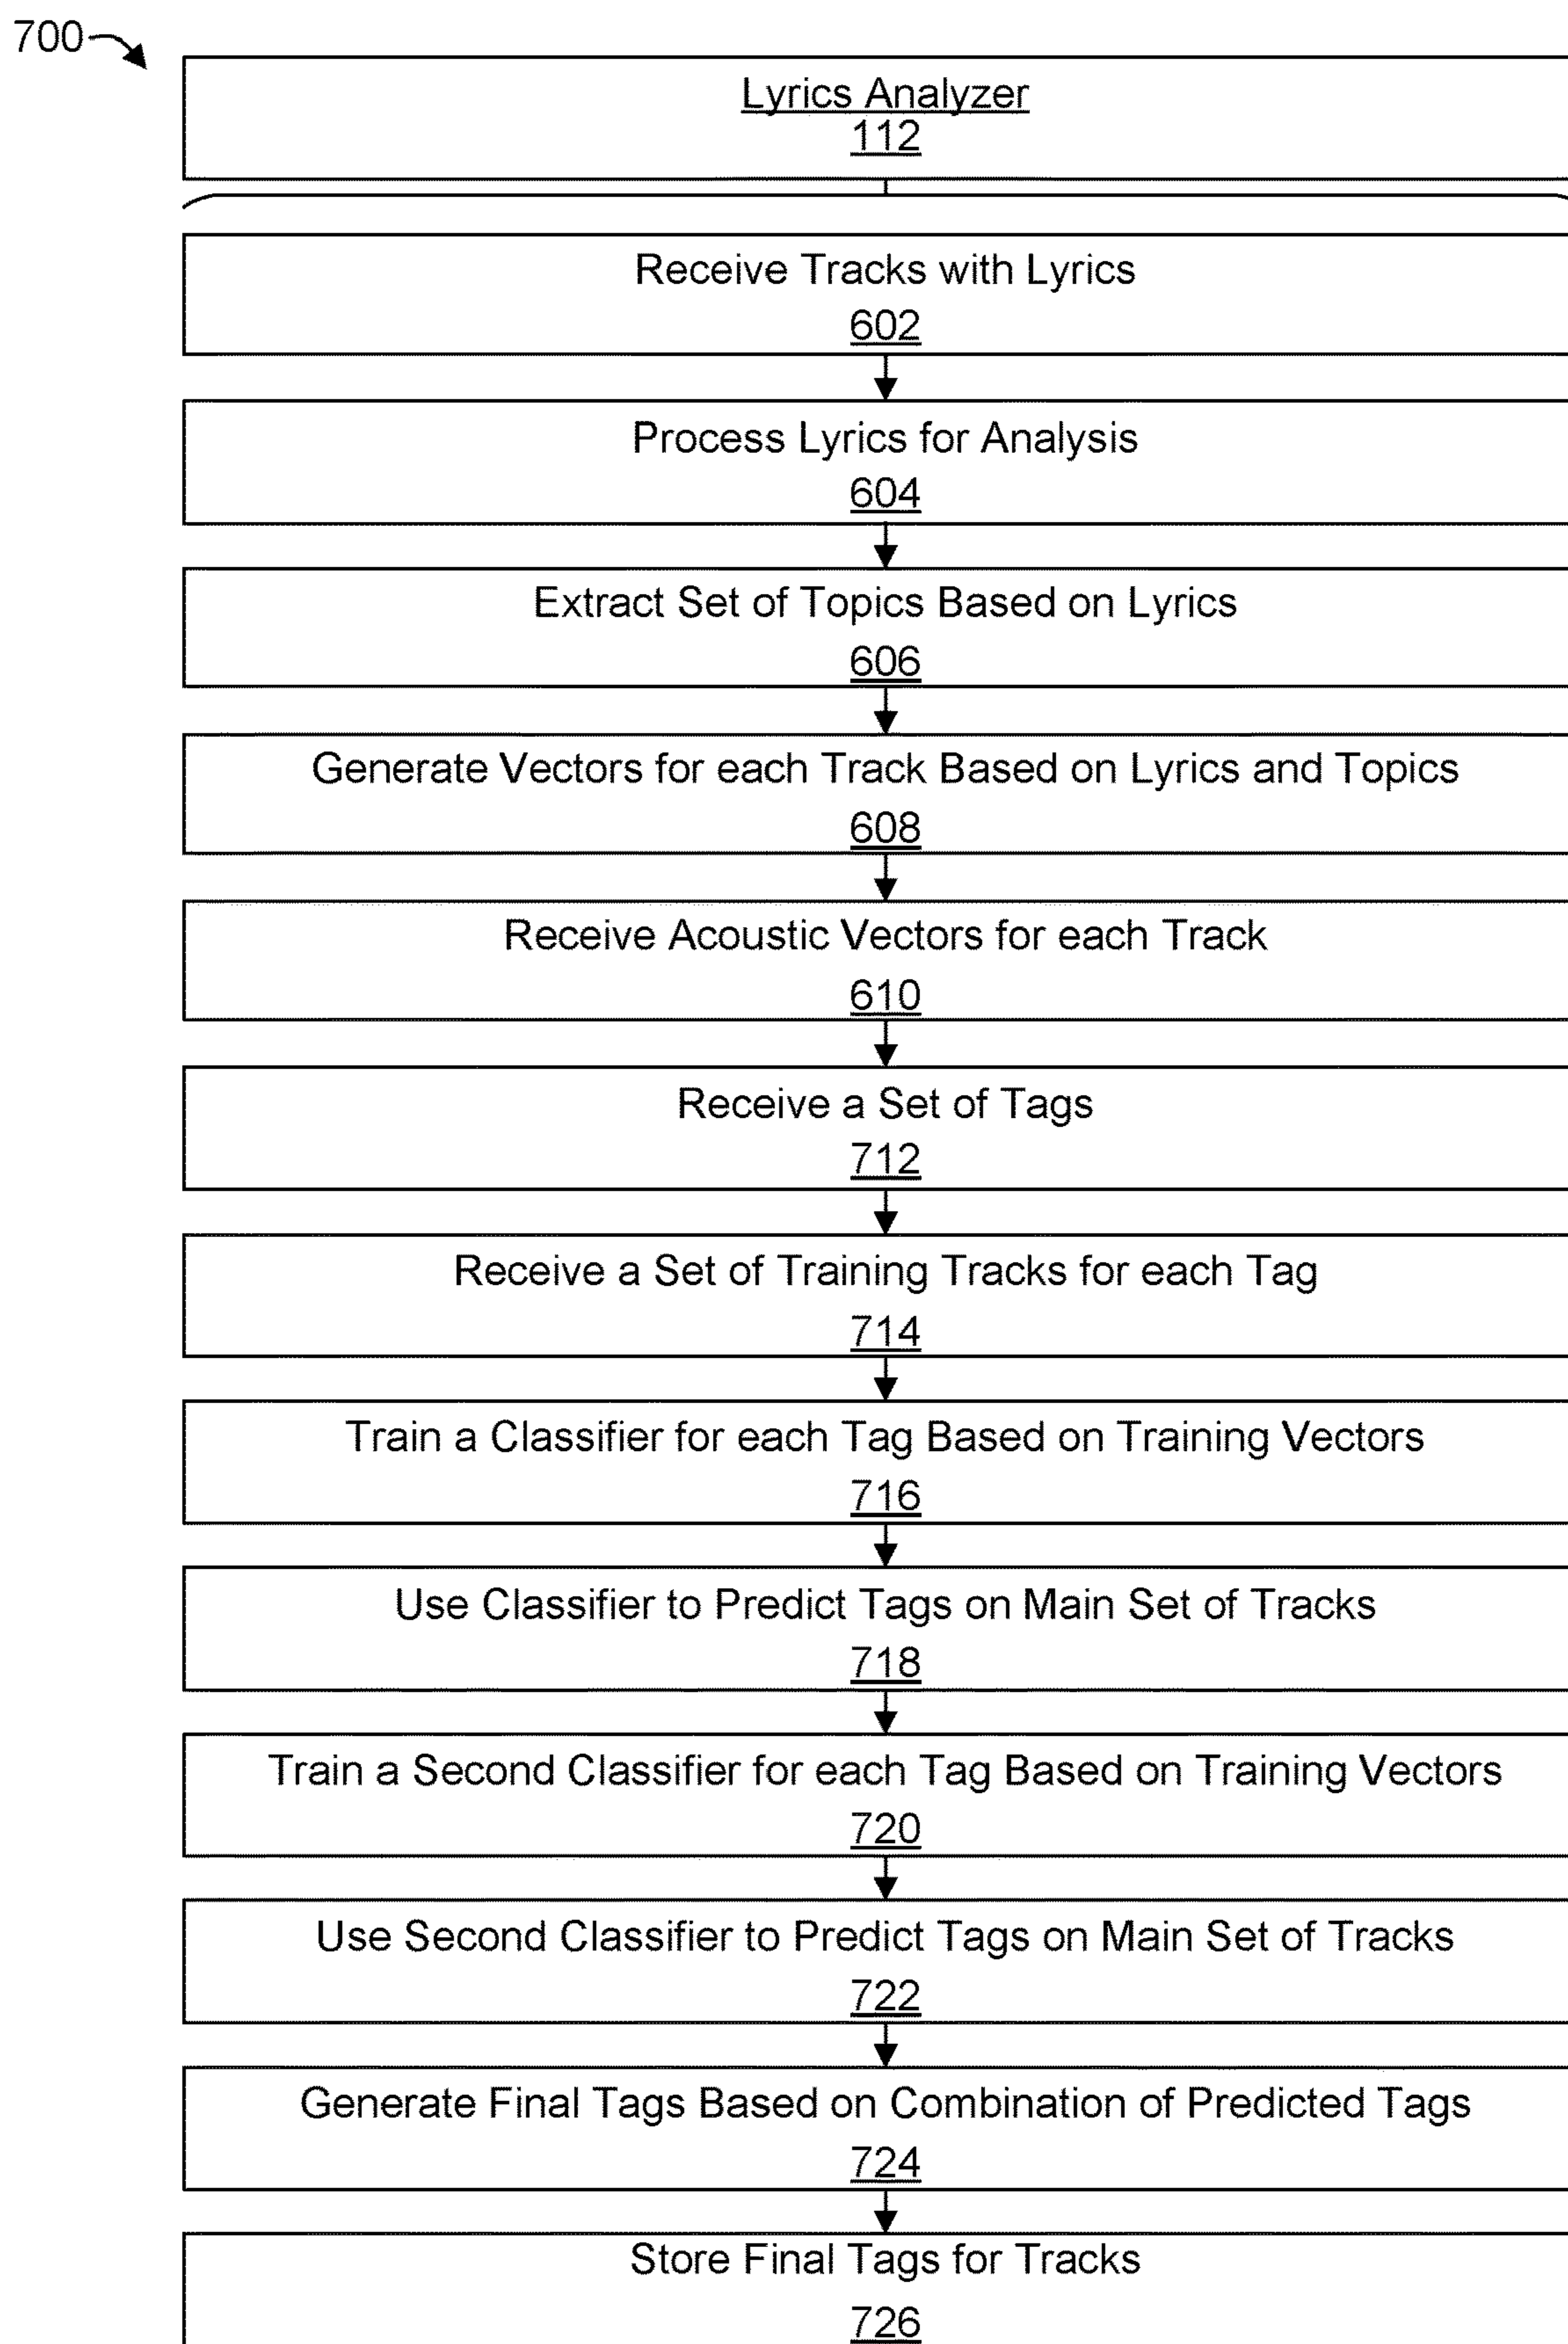 700
Lyrics Analyzer
112
Receive Tracks with Lyrics
602
Process Lyrics for Analysis
604
Extract Set of Topics Based on Lyrics
606
Generate Vectors for each Track Based on Lyrics and Topics
608
Receive Acoustic Vectors for each Track
610
Receive a Set of Tags
712
Receive a Set of Training Tracks for each Tag
714
Train a Classifier for each Tag Based on Training Vectors
716
Use Classifier to Predict Tags on Main Set of Tracks
718
Train a Second Classifier for each Tag Based on Training Vectors
720
Use Second Classifier to Predict Tags on Main Set of Tracks
722
Generate Final Tags Based on Combination of Predicted Tags
724
Store Final Tags for Tracks
726